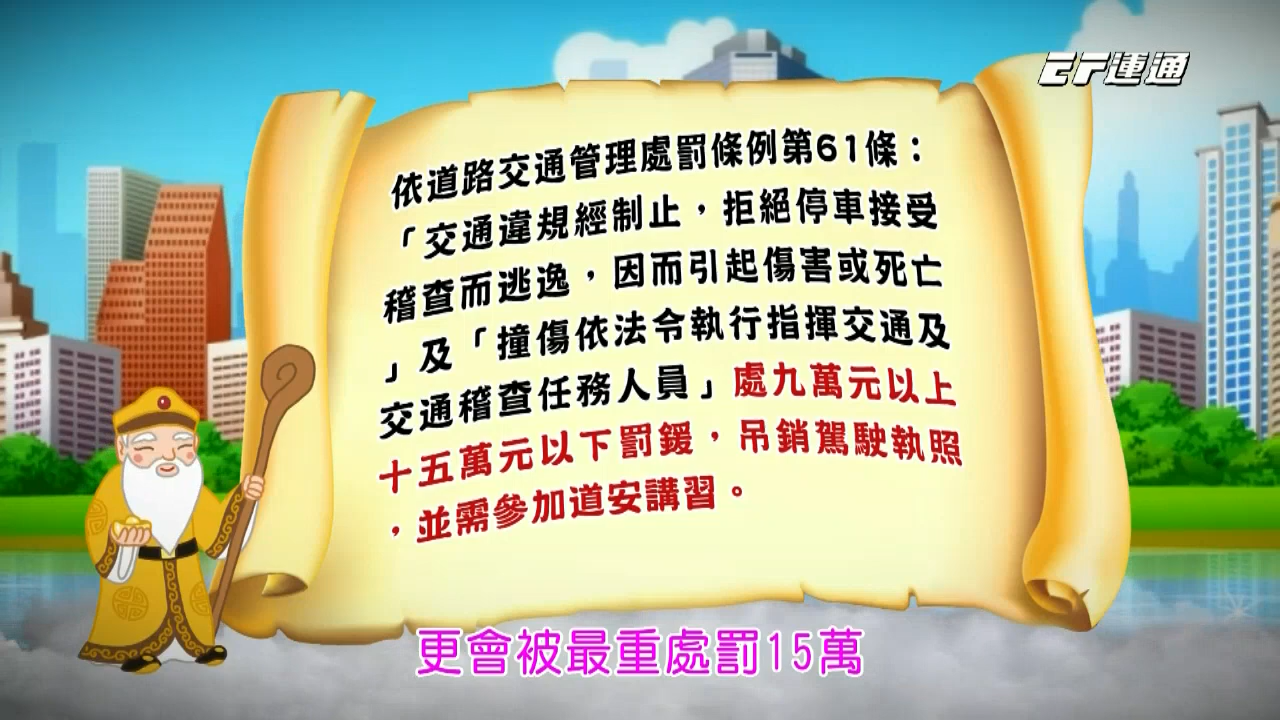 ET運通
依道路交通管理處罰條例第61條：
「交通違規經制止，拒絕停車接受
稽查而逃逸，因而引起傷害或死亡
」及「撞傷依法令執行指揮交通及
交通稽查任務人員」處九萬元以上
十五萬元以下罰鍰，吊銷駕駛執照
，並需參加道安講習。
更會被最重處罰15萬